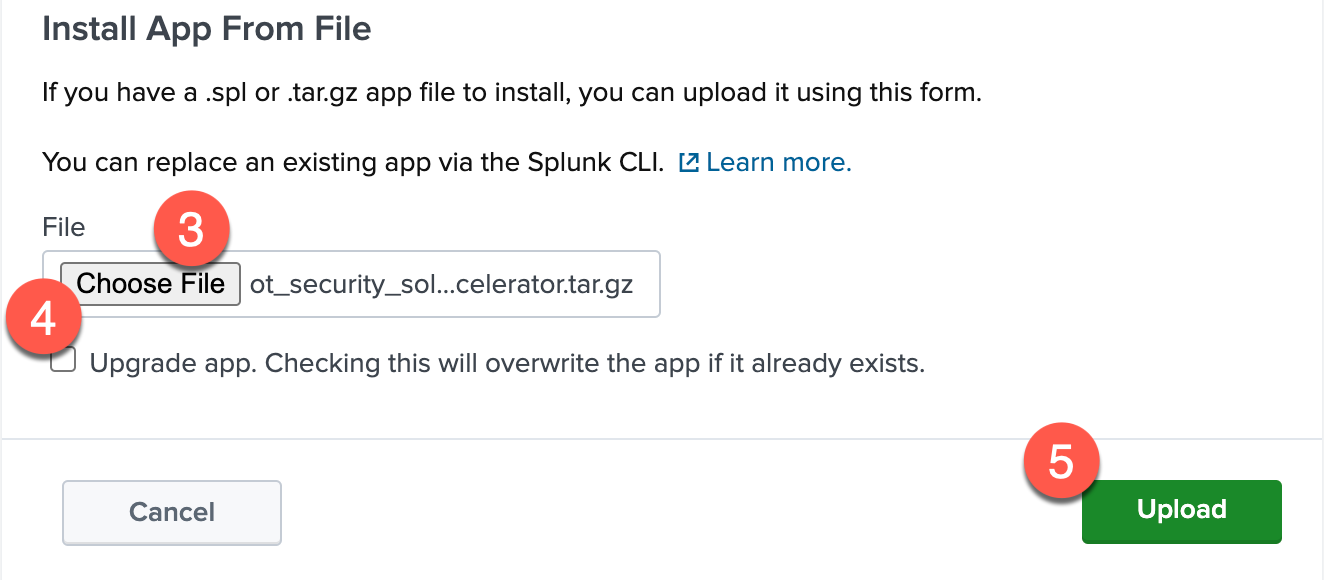 Install App From File
If you have a .spl or .tar.gz app file to install, you can upload it using this form.
You can replace an existing app via the Splunk CLI. Learn more.
File
3
Choose File ot_security_sol...celerator.tar.gz
4
Upgrade app. Checking this will overwrite the app if it already exists.
5
Cancel
Upload